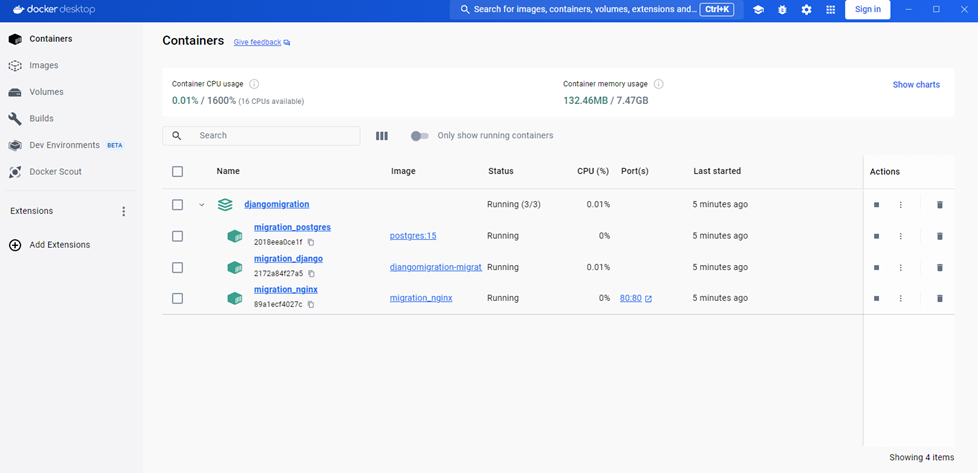 docker desktop
Search for images, containers, volumes, extensions and... Ctrl+K
Sign in
Containers
Images
Volumes
Builds
Dev Environments BETA
Docker Scout
Extensions
Add Extensions
Containers Give feedback
Container CPU usage
0.01% / 1600% (16 CPUs available)
Container memory usage
132.46MB / 7.47GB
Show charts
Search
Only show running containers
Name Image Status CPU (%) Port(s) Last started Actions
djangomigration Running (3/3) 0.01% 5 minutes ago
migration_postgres
2018eea0ce1f
postgres:15 Running 0% 5 minutes ago
migration_django
2172a84f27a5
djangomigration-migrat Running 0.01% 5 minutes ago
migration_nginx
89a1ecf4027c
migration_nginx Running 0% 80:80 5 minutes ago
Showing 4 items